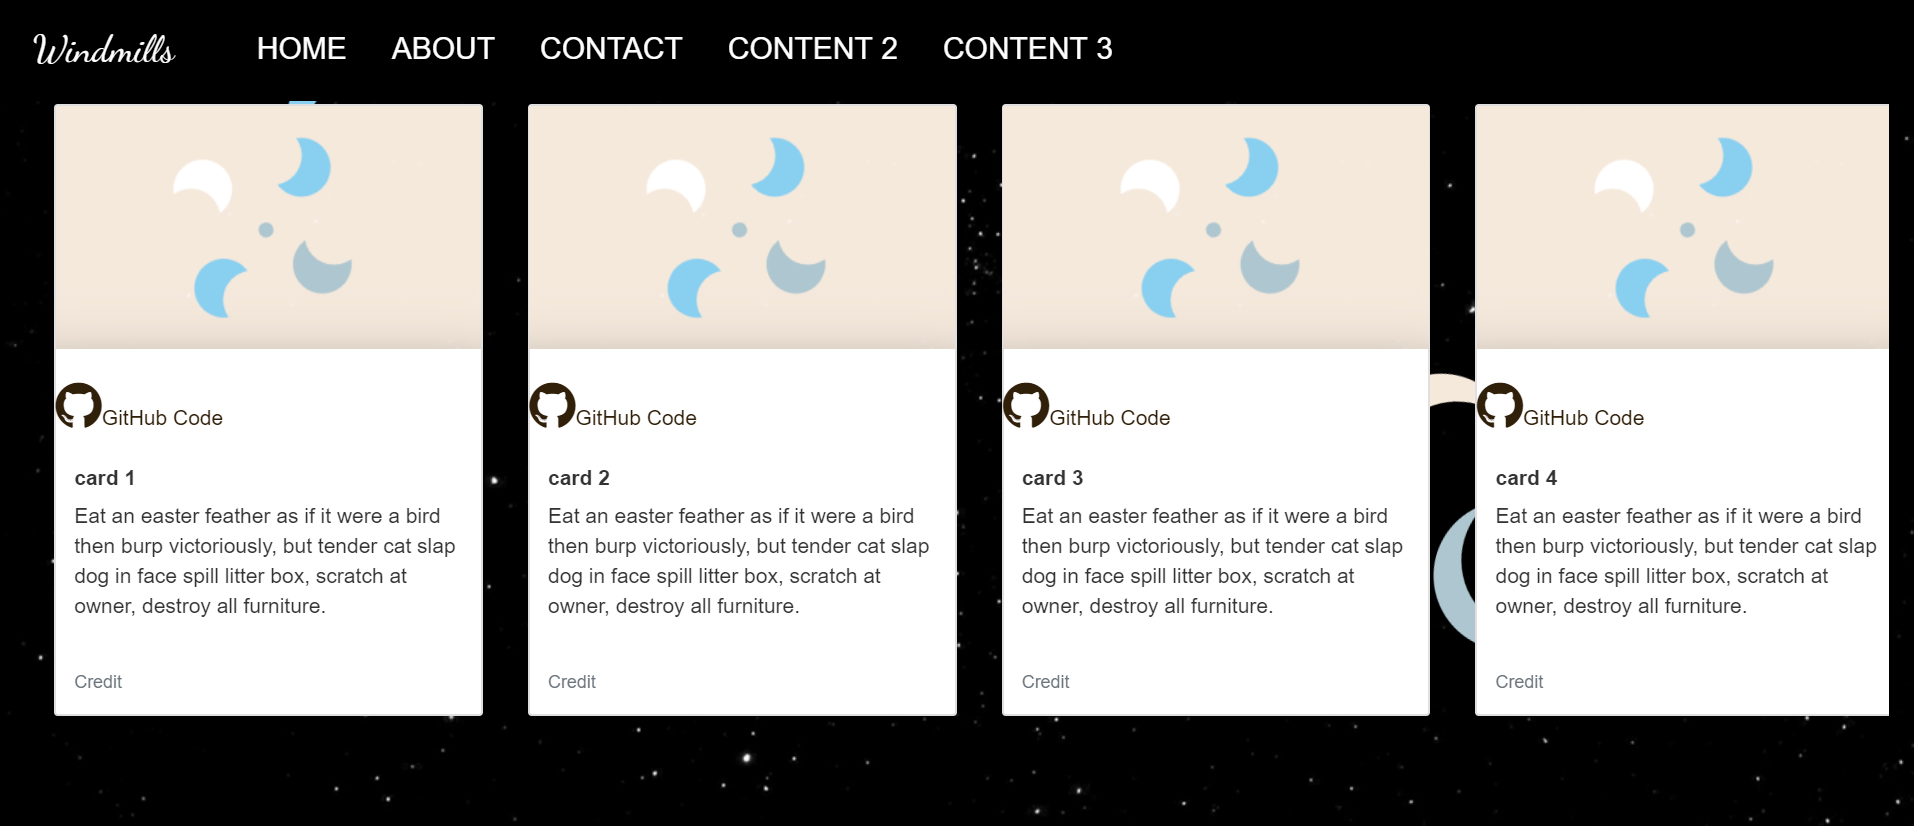 Windmills
HOME
ABOUT
CONTACT
CONTENT 2
CONTENT 3
GitHub Code
card 1
Eat an easter feather as if it were a bird
then burp victoriously, but tender cat slap
dog in face spill litter box, scratch at
owner, destroy all furniture.
Credit
GitHub Code
card 2
Eat an easter feather as if it were a bird
then burp victoriously, but tender cat slap
dog in face spill litter box, scratch at
owner, destroy all furniture.
Credit
GitHub Code
card 3
Eat an easter feather as if it were a bird
then burp victoriously, but tender cat slap
dog in face spill litter box, scratch at
owner, destroy all furniture.
Credit
GitHub Code
card 4
Eat an easter feather as if it were a bird
then burp victoriously, but tender cat slap
dog in face spill litter box, scratch at
owner, destroy all furniture.
Credit